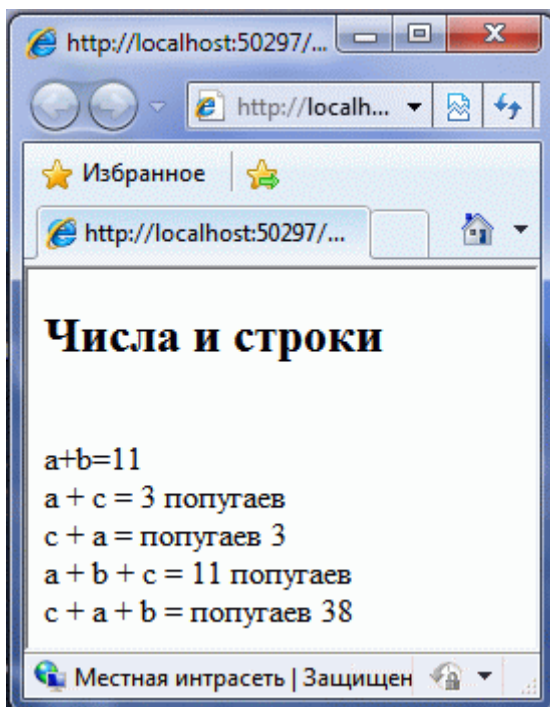 http://localhost:50297/...
http://localh...
Избранное
http://localhost:50297/...
Числа и строки
a+b=11
a + c = 3 попугаев
c + a = попугаев 3
a + b + c = 11 попугаев
c + a + b = попугаев 38
Местная интрасеть | Защищен